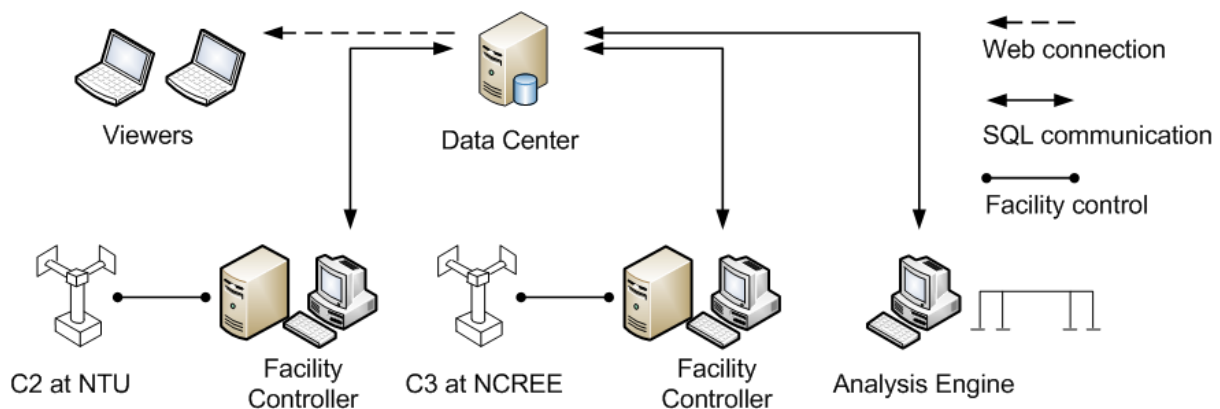 Web connection
Viewers
Data Center
SQL communication
Facility control
C2 at NTU
Facility
Controller
C3 at NCREE
Facility
Controller
Analysis Engine